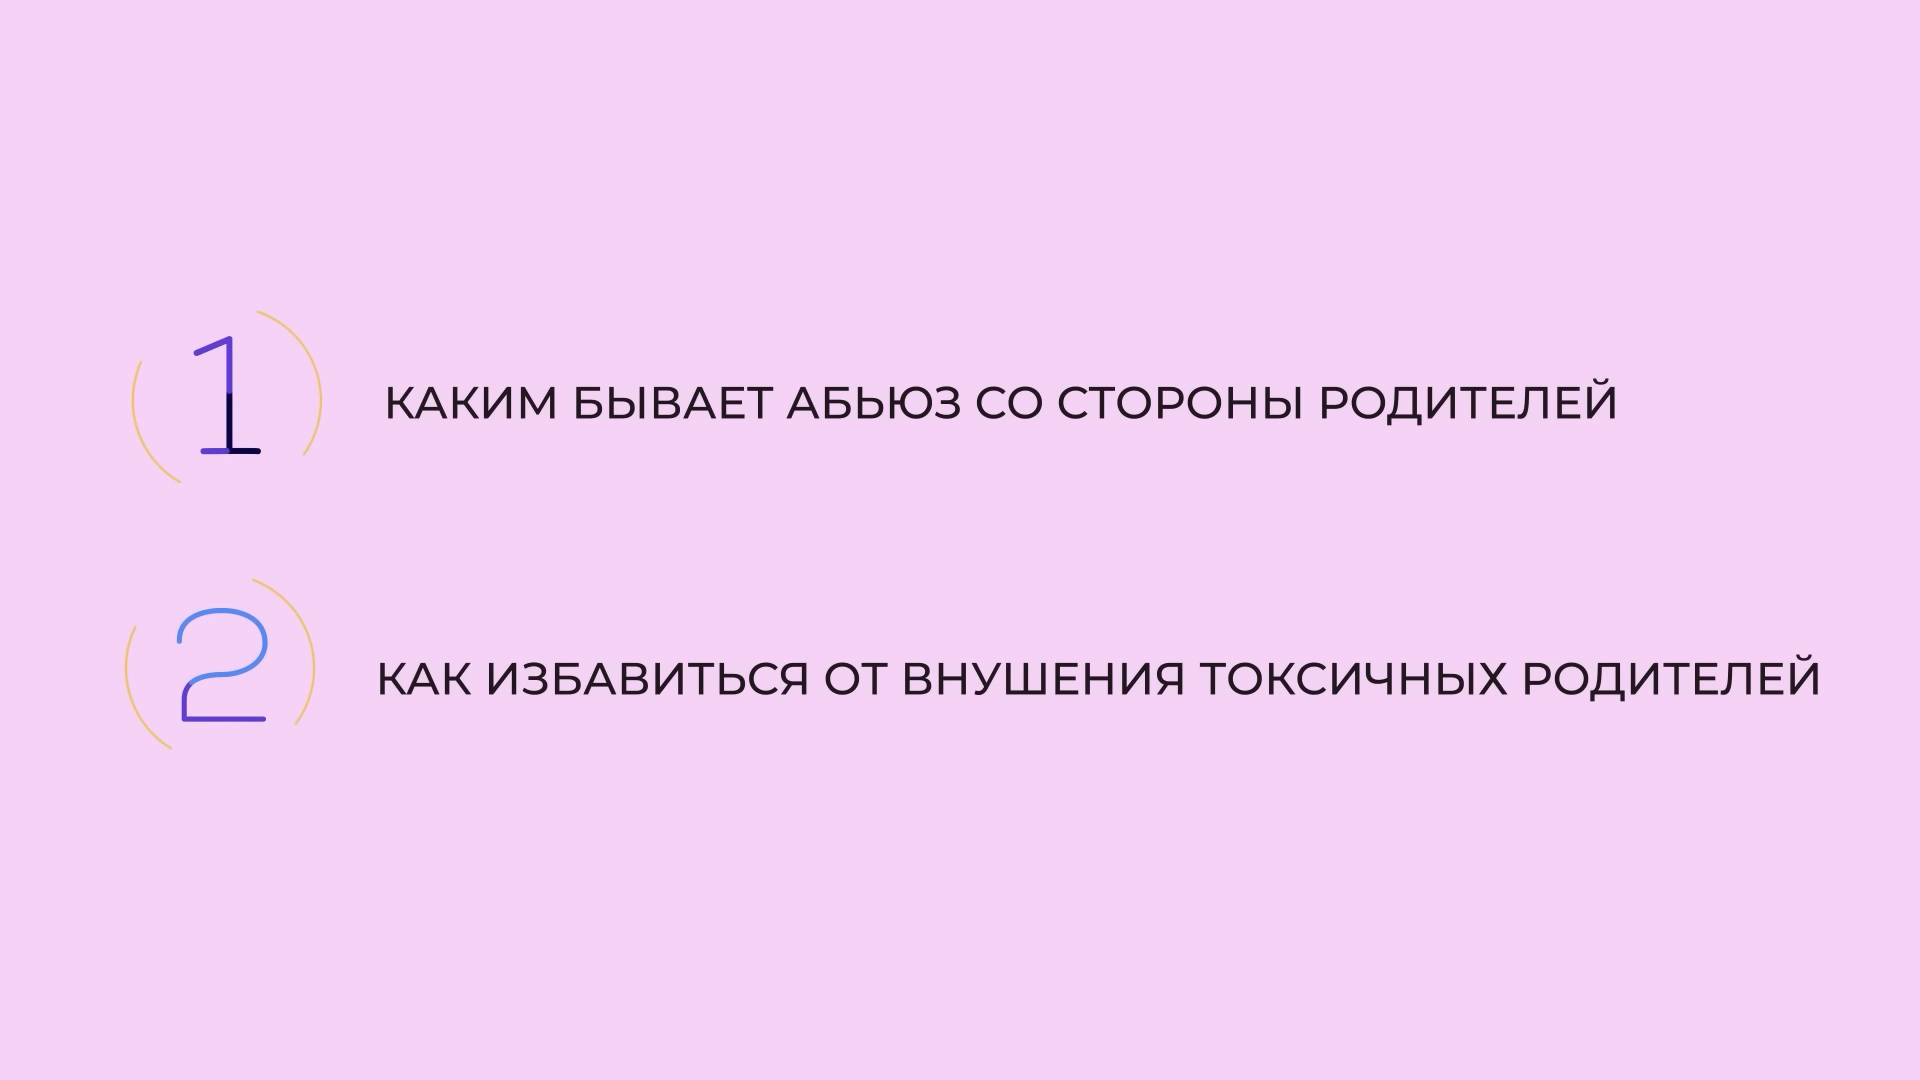 1 КАКИМ БЫВАЕТ АБЬЮЗ СО СТОРОНЫ РОДИТЕЛЕЙ
2 КАК ИЗБАВИТЬСЯ ОТ ВНУШЕНИЯ ТОКСИЧНЫХ РОДИТЕЛЕЙ